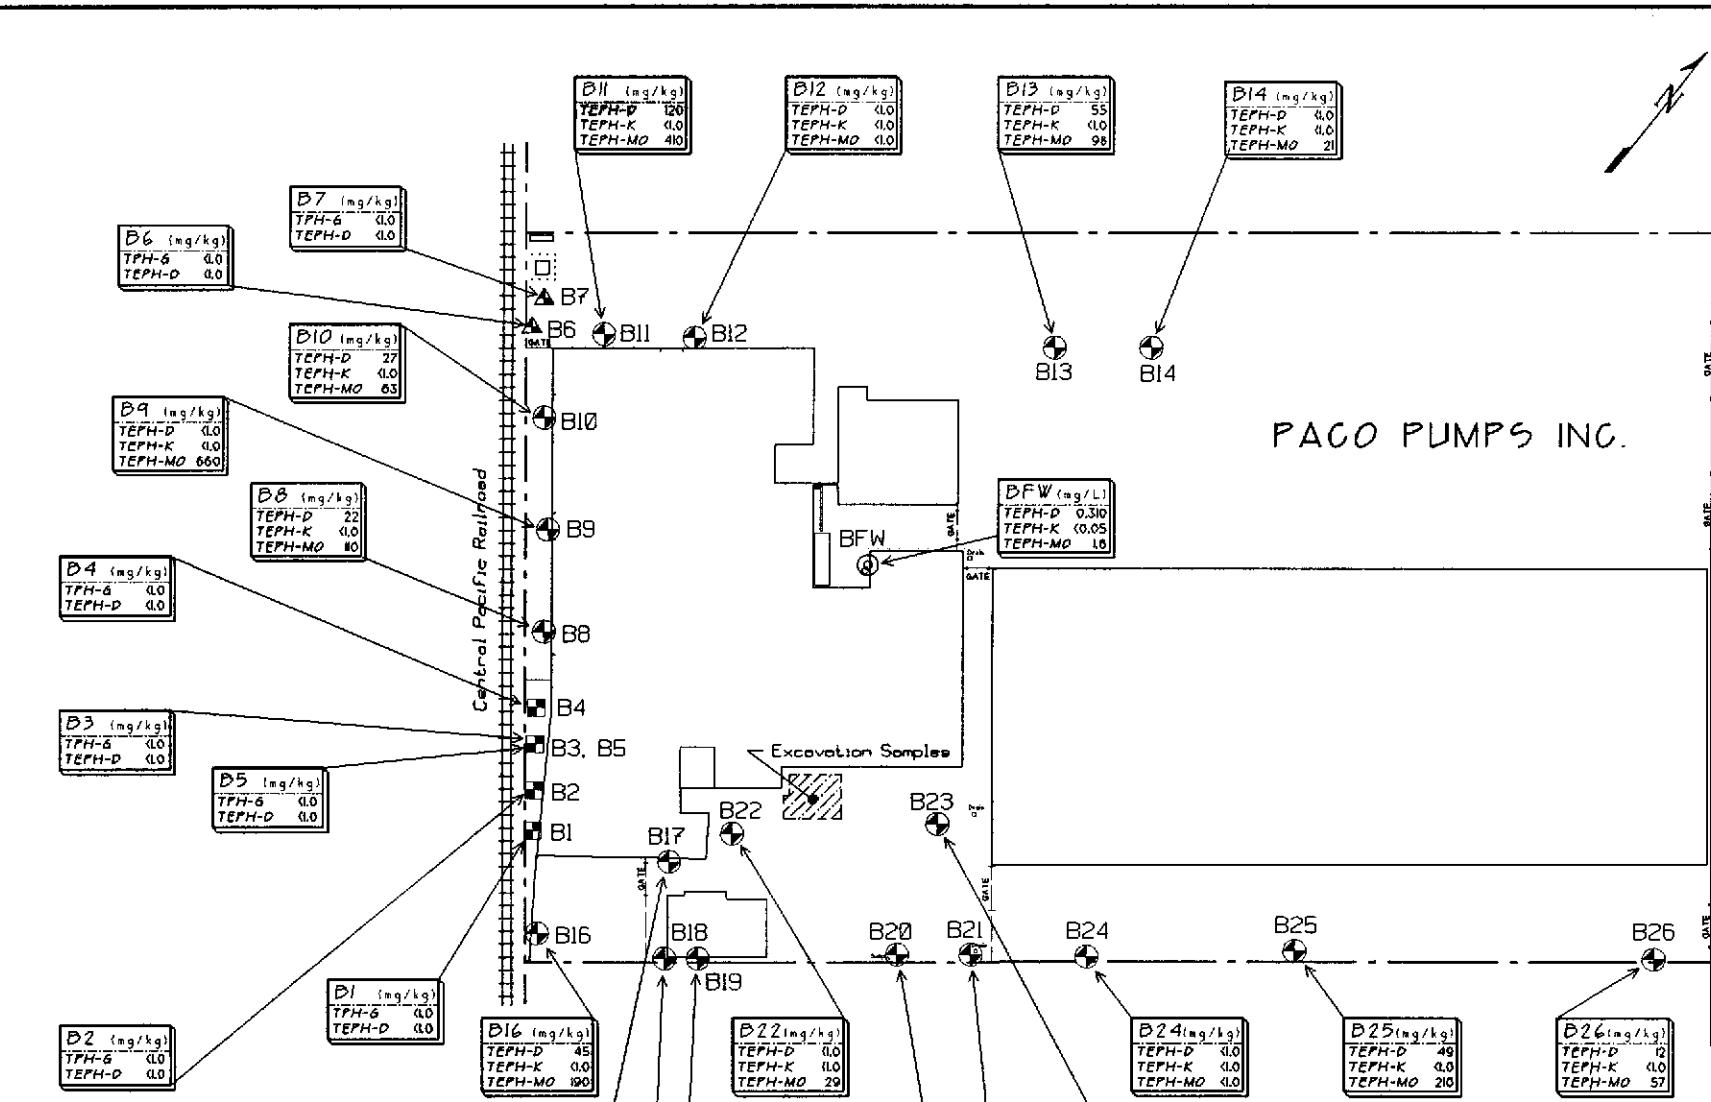 B11 (mg/kg)
TEPH-D 120
TEPH-K <1.0
TEPH-MO 410
B12 (mg/kg)
TEPH-D <1.0
TEPH-K <1.0
TEPH-MO <1.0
B13 (mg/kg)
TEPH-D 55
TEPH-K <1.0
TEPH-MO 98
B14 (mg/kg)
TEPH-D <1.0
TEPH-K <1.0
TEPH-MO 21
N
B7 (mg/kg)
TPH-G <1.0
TEPH-D <1.0
B6 (mg/kg)
TPH-G <1.0
TEPH-D <1.0
B7
B6
GATE
B11
B12
B13
B14
GATE
B10 (mg/kg)
TEPH-D 27
TEPH-K <1.0
TEPH-MO 63
B10
PACO PUMPS INC.
B9 (mg/kg)
TEPH-D <1.0
TEPH-K <1.0
TEPH-MO 660
B9
Central Pacific Railroad
B8 (mg/kg)
TEPH-D 22
TEPH-K <1.0
TEPH-MO 110
B8
BFW (mg/L)
TEPH-D 0.310
TEPH-K <0.05
TEPH-MO 1.8
BFW
GATE
GATE
Drain
GATE
B4 (mg/kg)
TPH-G <1.0
TEPH-D <1.0
B4
B3 (mg/kg)
TPH-G <1.0
TEPH-D <1.0
B3, B5
B5 (mg/kg)
TPH-G <1.0
TEPH-D <1.0
B2
B1
Excavation Samples
B22
B23
Drain
B17
GATE
GATE
B16
B18
B19
B20
B21
B24
B25
B26
GATE
B1 (mg/kg)
TPH-G <1.0
TEPH-D <1.0
B2 (mg/kg)
TPH-G <1.0
TEPH-D <1.0
B16 (mg/kg)
TEPH-D 45
TEPH-K <1.0
TEPH-MO 190
B22 (mg/kg)
TEPH-D <1.0
TEPH-K <1.0
TEPH-MO 29
B24 (mg/kg)
TEPH-D <1.0
TEPH-K <1.0
TEPH-MO <1.0
B25 (mg/kg)
TEPH-D 49
TEPH-K <1.0
TEPH-MO 210
B26 (mg/kg)
TEPH-D 12
TEPH-K <1.0
TEPH-MO 57